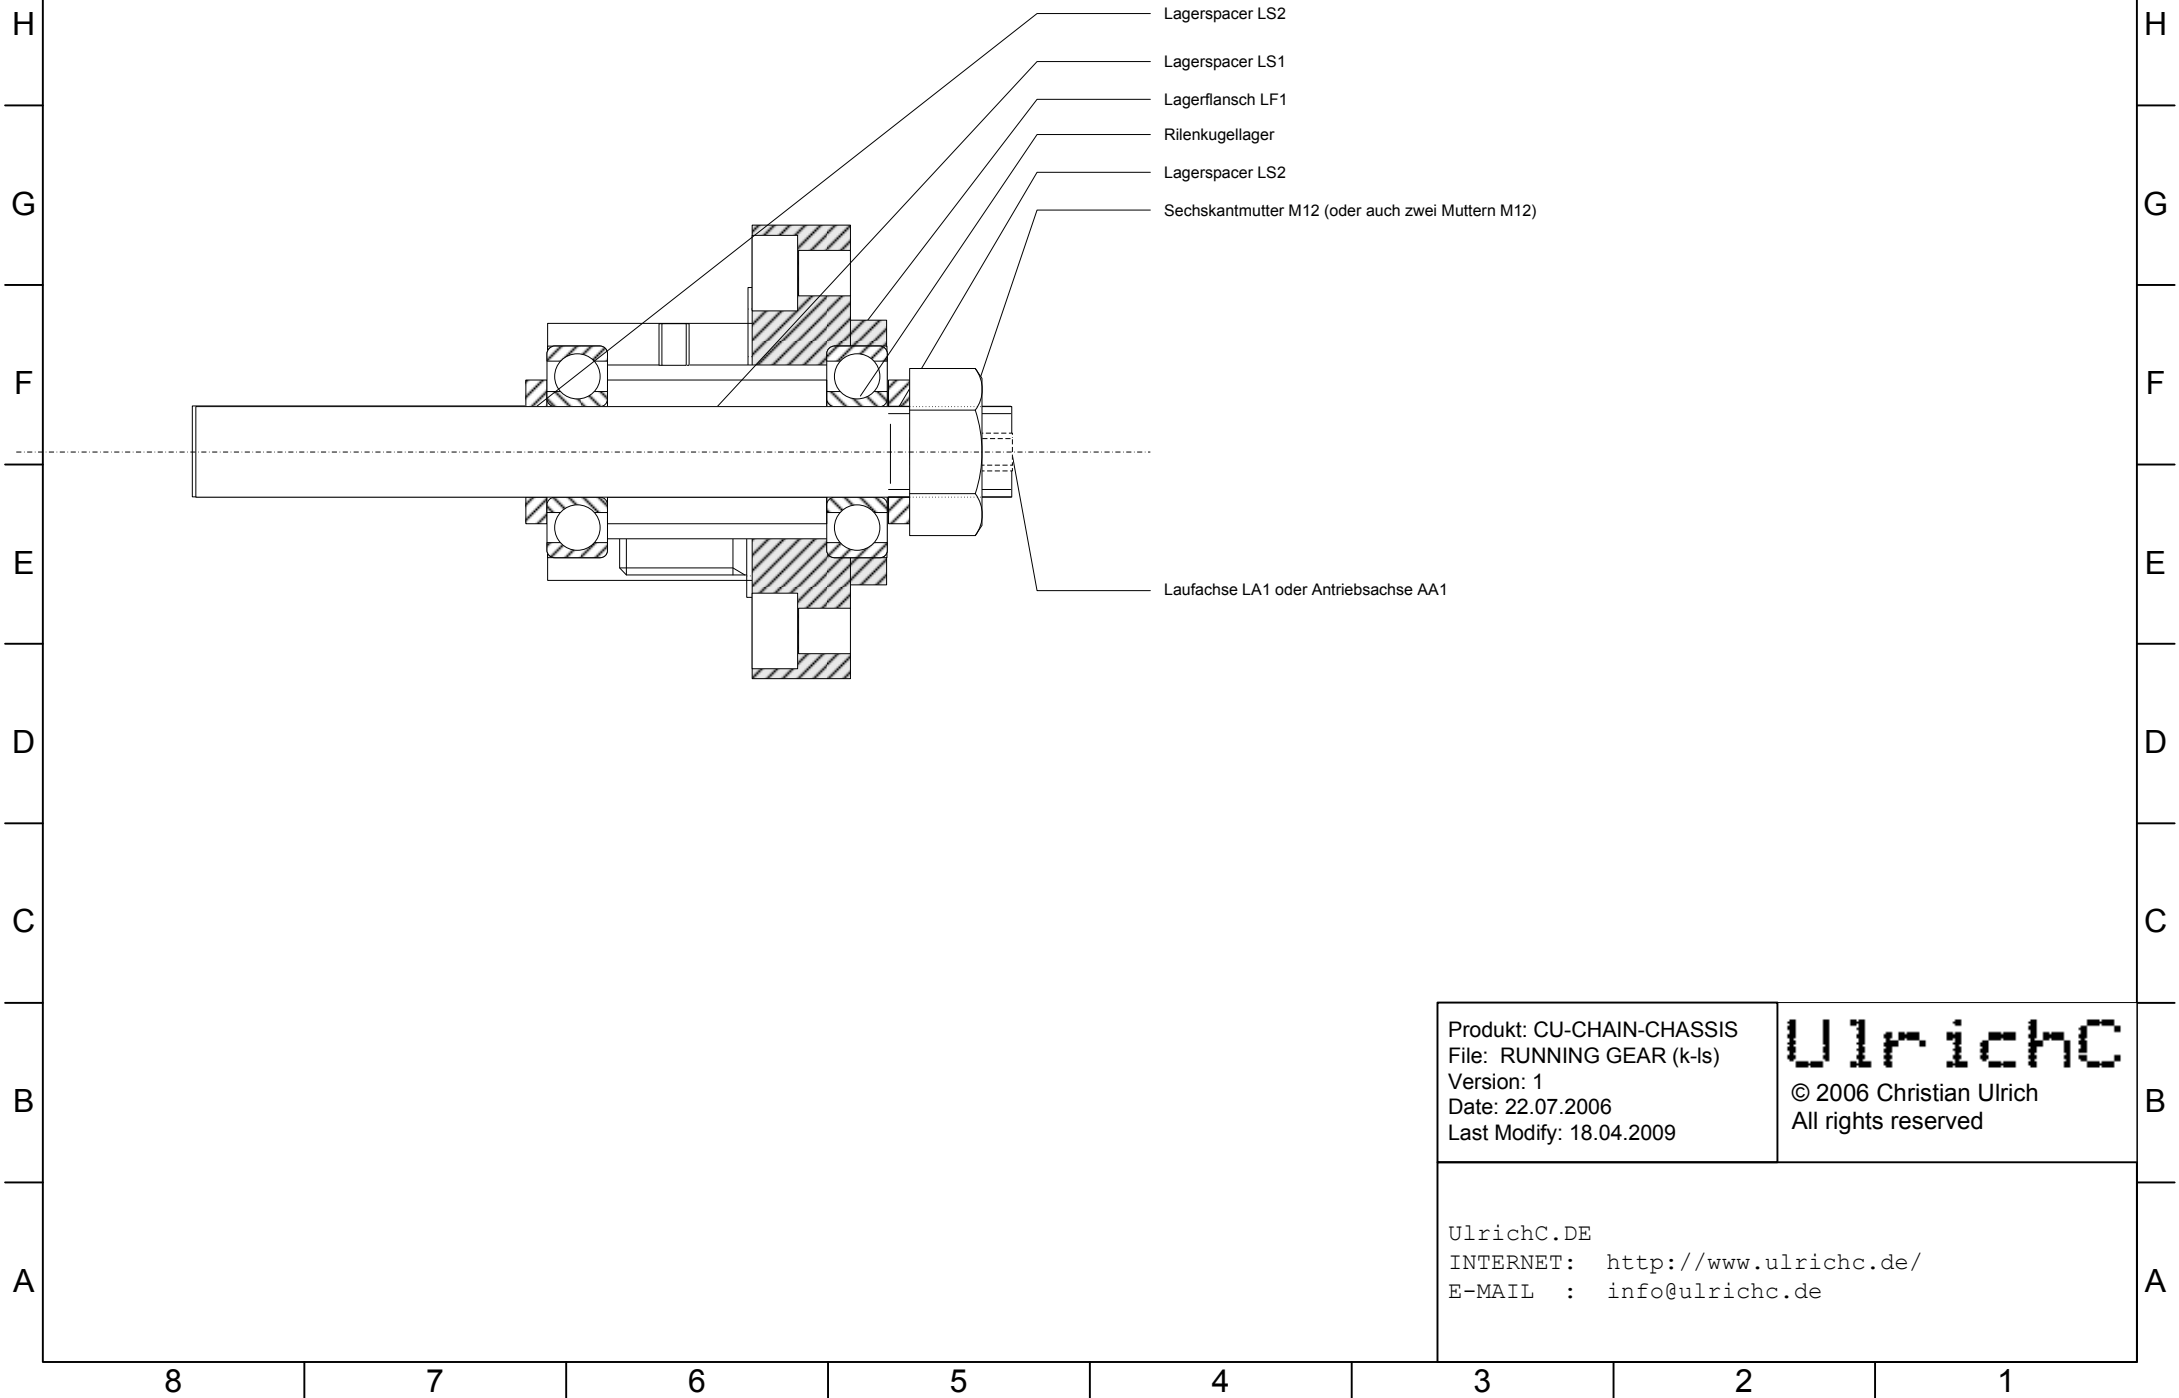 H
H
Lagerspacer LS2
Lagerspacer LS1
Lagerflansch LF1
Rilenkugellager
Lagerspacer LS2
G
Sechskantmutter M12 (oder auch zwei Muttern M12)
G
F
F
E
Laufachse LA1 oder Antriebsachse AA1
E
D
D
C
C
Produkt: CU-CHAIN-CHASSIS
File: RUNNING GEAR (k-ls)
Version: 1
Date: 22.07.2006
Last Modify: 18.04.2009
UlrichC
© 2006 Christian Ulrich
All rights reserved
B
B
UlrichC.DE
INTERNET: http://www.ulrichc.de/
E-MAIL : info@ulrichc.de
A
A
8 7 6 5 4 3 2 1